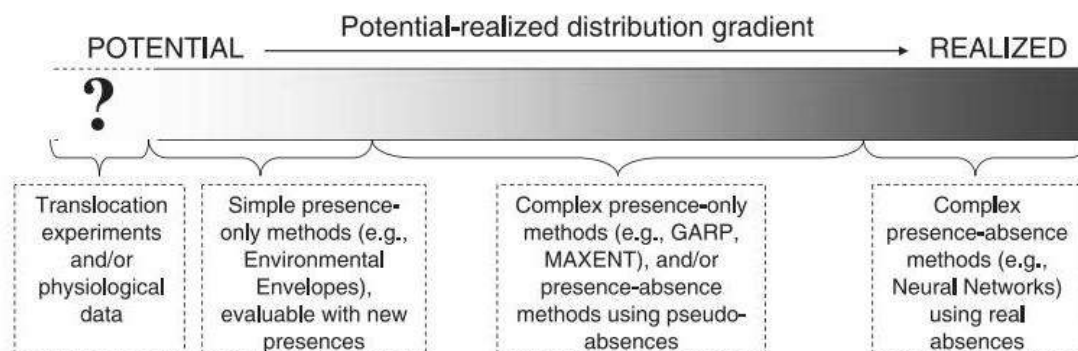 Potential-realized distribution gradient
POTENTIAL
REALIZED
?
Translocation
experiments
and/or
physiological
data
Simple presence-
only methods (e.g.,
Environmental
Envelopes),
evaluable with new
presences
Complex presence-only
methods (e.g., GARP,
MAXENT), and/or
presence-absence
methods using pseudo-
absences
Complex
presence-absence
methods (e.g.,
Neural Networks)
using real
absences